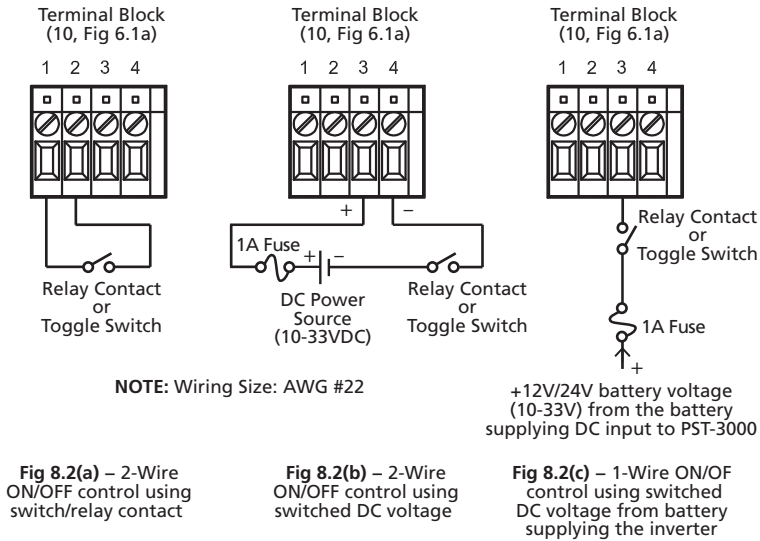 Terminal Block
(10, Fig 6.1a)
1 2 3 4
Relay Contact
or
Toggle Switch
Terminal Block
(10, Fig 6.1a)
1 2 3 4
+ –
1A Fuse
+ –
DC Power
Source
(10-33VDC)
Relay Contact
or
Toggle Switch
Terminal Block
(10, Fig 6.1a)
1 2 3 4
Relay Contact
or
Toggle Switch
1A Fuse
+
+12V/24V battery voltage
(10-33V) from the battery
supplying DC input to PST-3000
NOTE: Wiring Size: AWG #22
Fig 8.2(a) – 2-Wire
ON/OFF control using
switch/relay contact
Fig 8.2(b) – 2-Wire
ON/OFF control using
switched DC voltage
Fig 8.2(c) – 1-Wire ON/OF
control using switched
DC voltage from battery
supplying the inverter